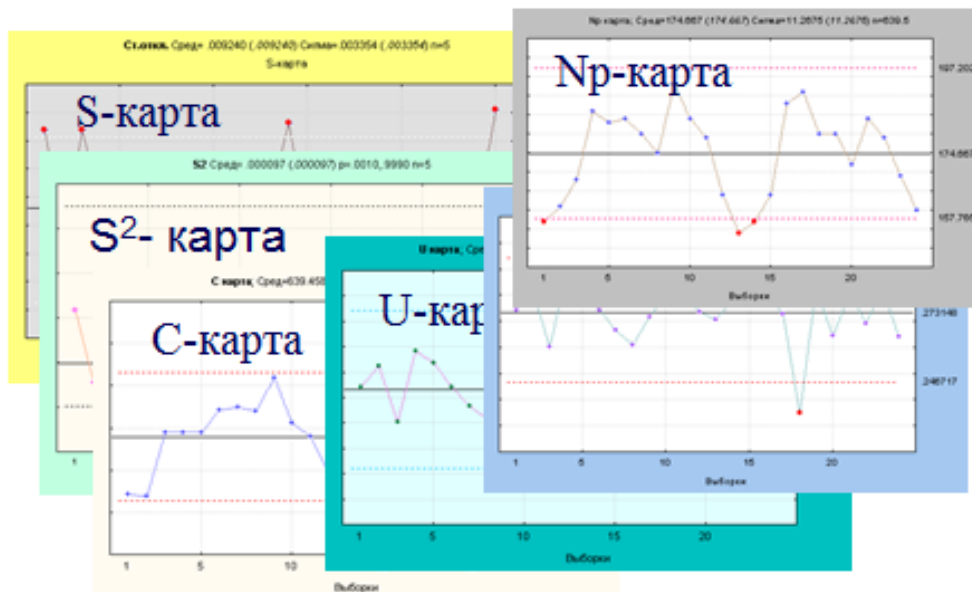 Np карта; Сред=174.667 (174.667) Сигма=11.2675 (11.2675) n=639.5
Np-карта
197.202
174.667
1 5 10 15 20
Выборки
Ст.откл. Сред= .009240 (.009240) Сигма=.003354 (.003354) n=5
S-карта
S-карта
S2 Сред= .000097 (.000097) p=.0010,.9990 n=5
S²- карта
1
U карта; Сре
U-кар
1 5 10 15 20
Выборки
C карта; Сред=639.458
C-карта
1 5 10
Выборки
.273148
.246717
1 5 10 15 20
Выборки